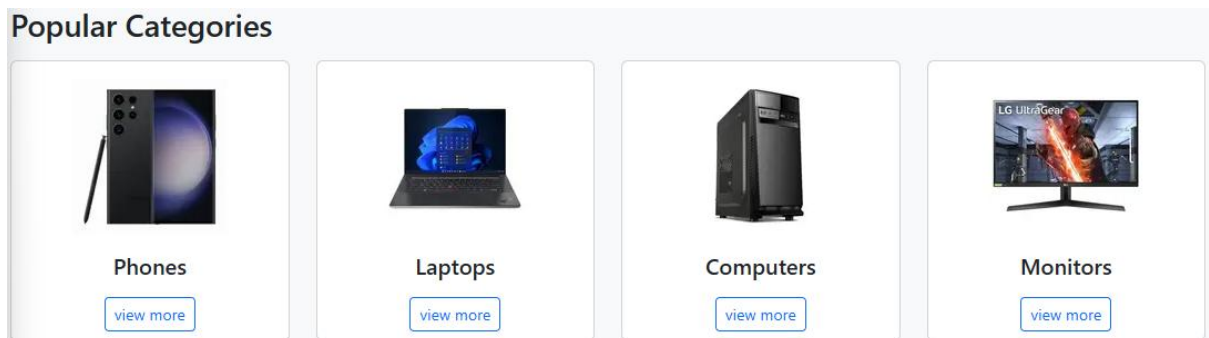 Popular Categories
LG UltraGear
Phones
Laptops
Computers
Monitors
view more
view more
view more
view more